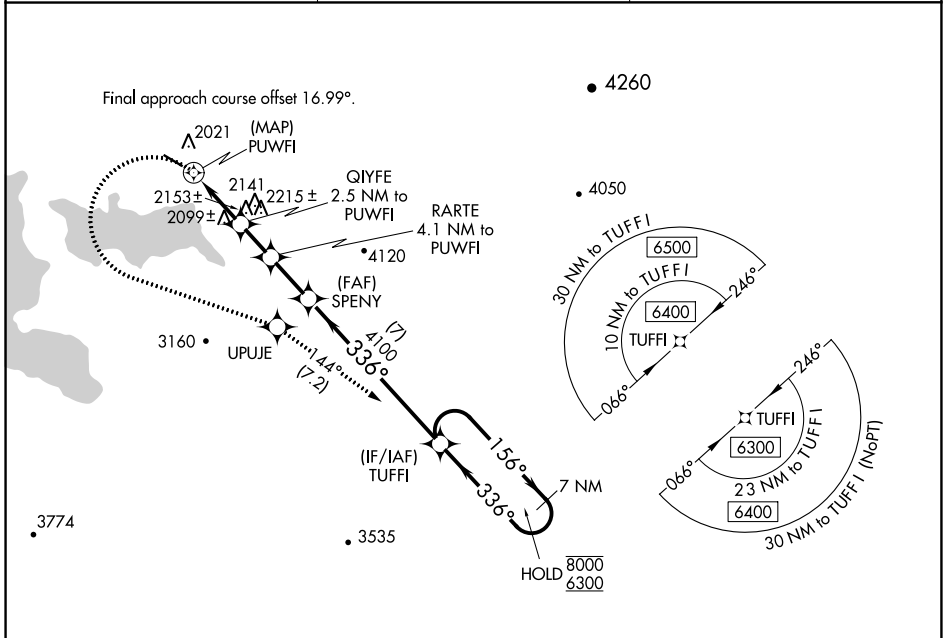 Final approach course offset 16.99°.
4260
2021
(MAP)
PUWFI
2153±
2141
2215±
2099±
QIYFE
2.5 NM to
PUWFI
RARTE
4.1 NM to
PUWFI
4120
4050
(FAF)
SPENY
3160
UPUJE
144°
(7.2)
(7)
4100
336°
(IF/IAF)
TUFFI
156°
336°
7 NM
HOLD 8000
6300
3774
3535
30 NM to TUFFI
6500
10 NM to TUFFI
6400
TUFFI
246°
066°
246°
TUFFI
066°
6300
23 NM to TUFFI
6400
30 NM to TUFFI (NoPT)